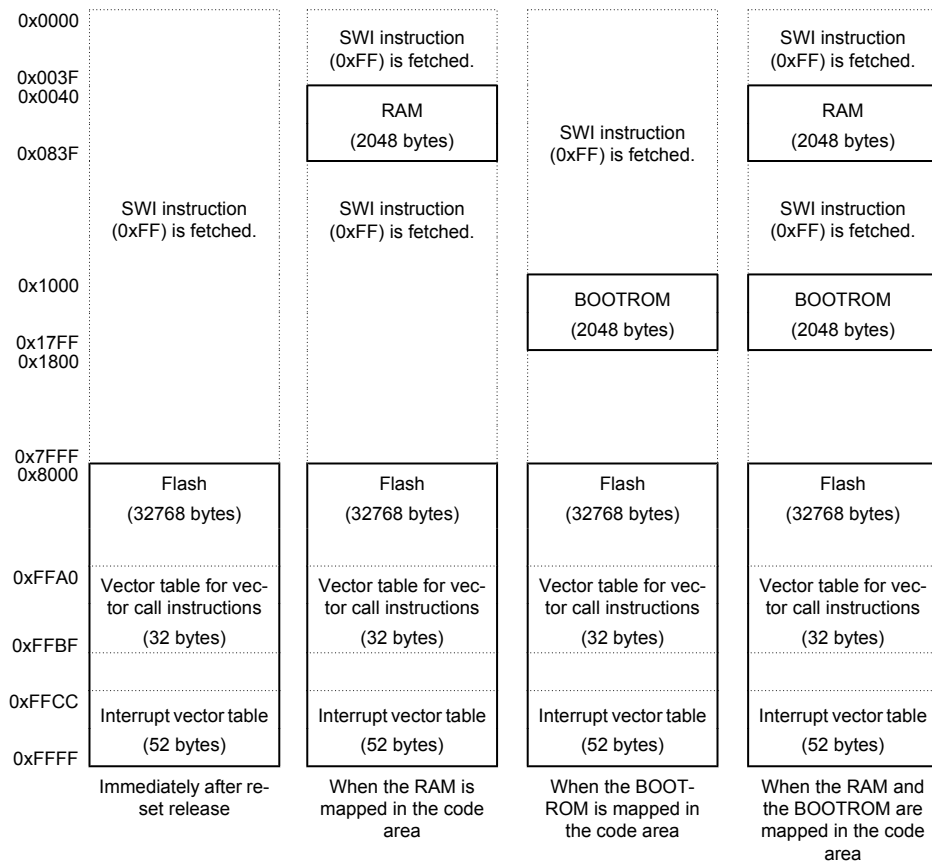 0x0000
0x003F
0x0040
0x083F
0x1000
0x17FF
0x1800
0x7FFF
0x8000
0xFFA0
0xFFBF
0xFFCC
0xFFFF
SWI instruction
(0xFF) is fetched.
Flash
(32768 bytes)
Vector table for vec-
tor call instructions
(32 bytes)
Interrupt vector table
(52 bytes)
Immediately after re-
set release
SWI instruction
(0xFF) is fetched.
RAM
(2048 bytes)
SWI instruction
(0xFF) is fetched.
Flash
(32768 bytes)
Vector table for vec-
tor call instructions
(32 bytes)
Interrupt vector table
(52 bytes)
When the RAM is
mapped in the code
area
SWI instruction
(0xFF) is fetched.
BOOTROM
(2048 bytes)
Flash
(32768 bytes)
Vector table for vec-
tor call instructions
(32 bytes)
Interrupt vector table
(52 bytes)
When the BOOT-
ROM is mapped in
the code area
SWI instruction
(0xFF) is fetched.
RAM
(2048 bytes)
SWI instruction
(0xFF) is fetched.
BOOTROM
(2048 bytes)
Flash
(32768 bytes)
Vector table for vec-
tor call instructions
(32 bytes)
Interrupt vector table
(52 bytes)
When the RAM and
the BOOTROM are
mapped in the code
area